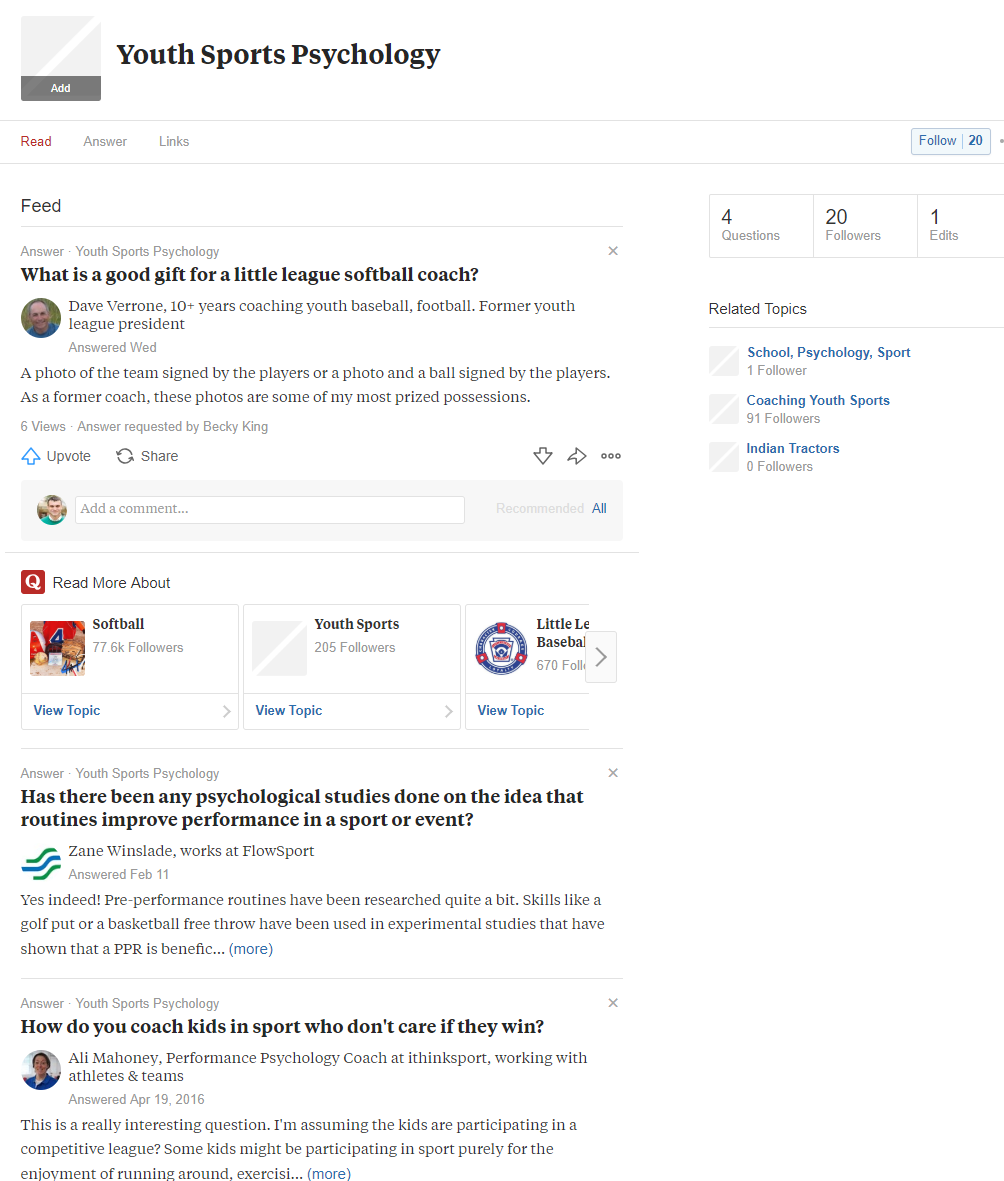 Add
Youth Sports Psychology
Read Answer Links
Follow 20
Feed
Answer · Youth Sports Psychology
What is a good gift for a little league softball coach?
Dave Verrone, 10+ years coaching youth baseball, football. Former youth
league president
Answered Wed
A photo of the team signed by the players or a photo and a ball signed by the players.
As a former coach, these photos are some of my most prized possessions.
6 Views · Answer requested by Becky King
Upvote Share
Add a comment...
Recommended All
Q Read More About
Softball
77.6k Followers
View Topic
Youth Sports
205 Followers
View Topic
Little Le
Basebal
670 Foll
View Topic
Answer · Youth Sports Psychology
Has there been any psychological studies done on the idea that
routines improve performance in a sport or event?
Zane Winslade, works at FlowSport
Answered Feb 11
Yes indeed! Pre-performance routines have been researched quite a bit. Skills like a
golf put or a basketball free throw have been used in experimental studies that have
shown that a PPR is benefic... (more)
Answer · Youth Sports Psychology
How do you coach kids in sport who don't care if they win?
Ali Mahoney, Performance Psychology Coach at ithinksport, working with
athletes & teams
Answered Apr 19, 2016
This is a really interesting question. I'm assuming the kids are participating in a
competitive league? Some kids might be participating in sport purely for the
enjoyment of running around, exercisi... (more)
4
Questions
20
Followers
1
Edits
Related Topics
School, Psychology, Sport
1 Follower
Coaching Youth Sports
91 Followers
Indian Tractors
0 Followers